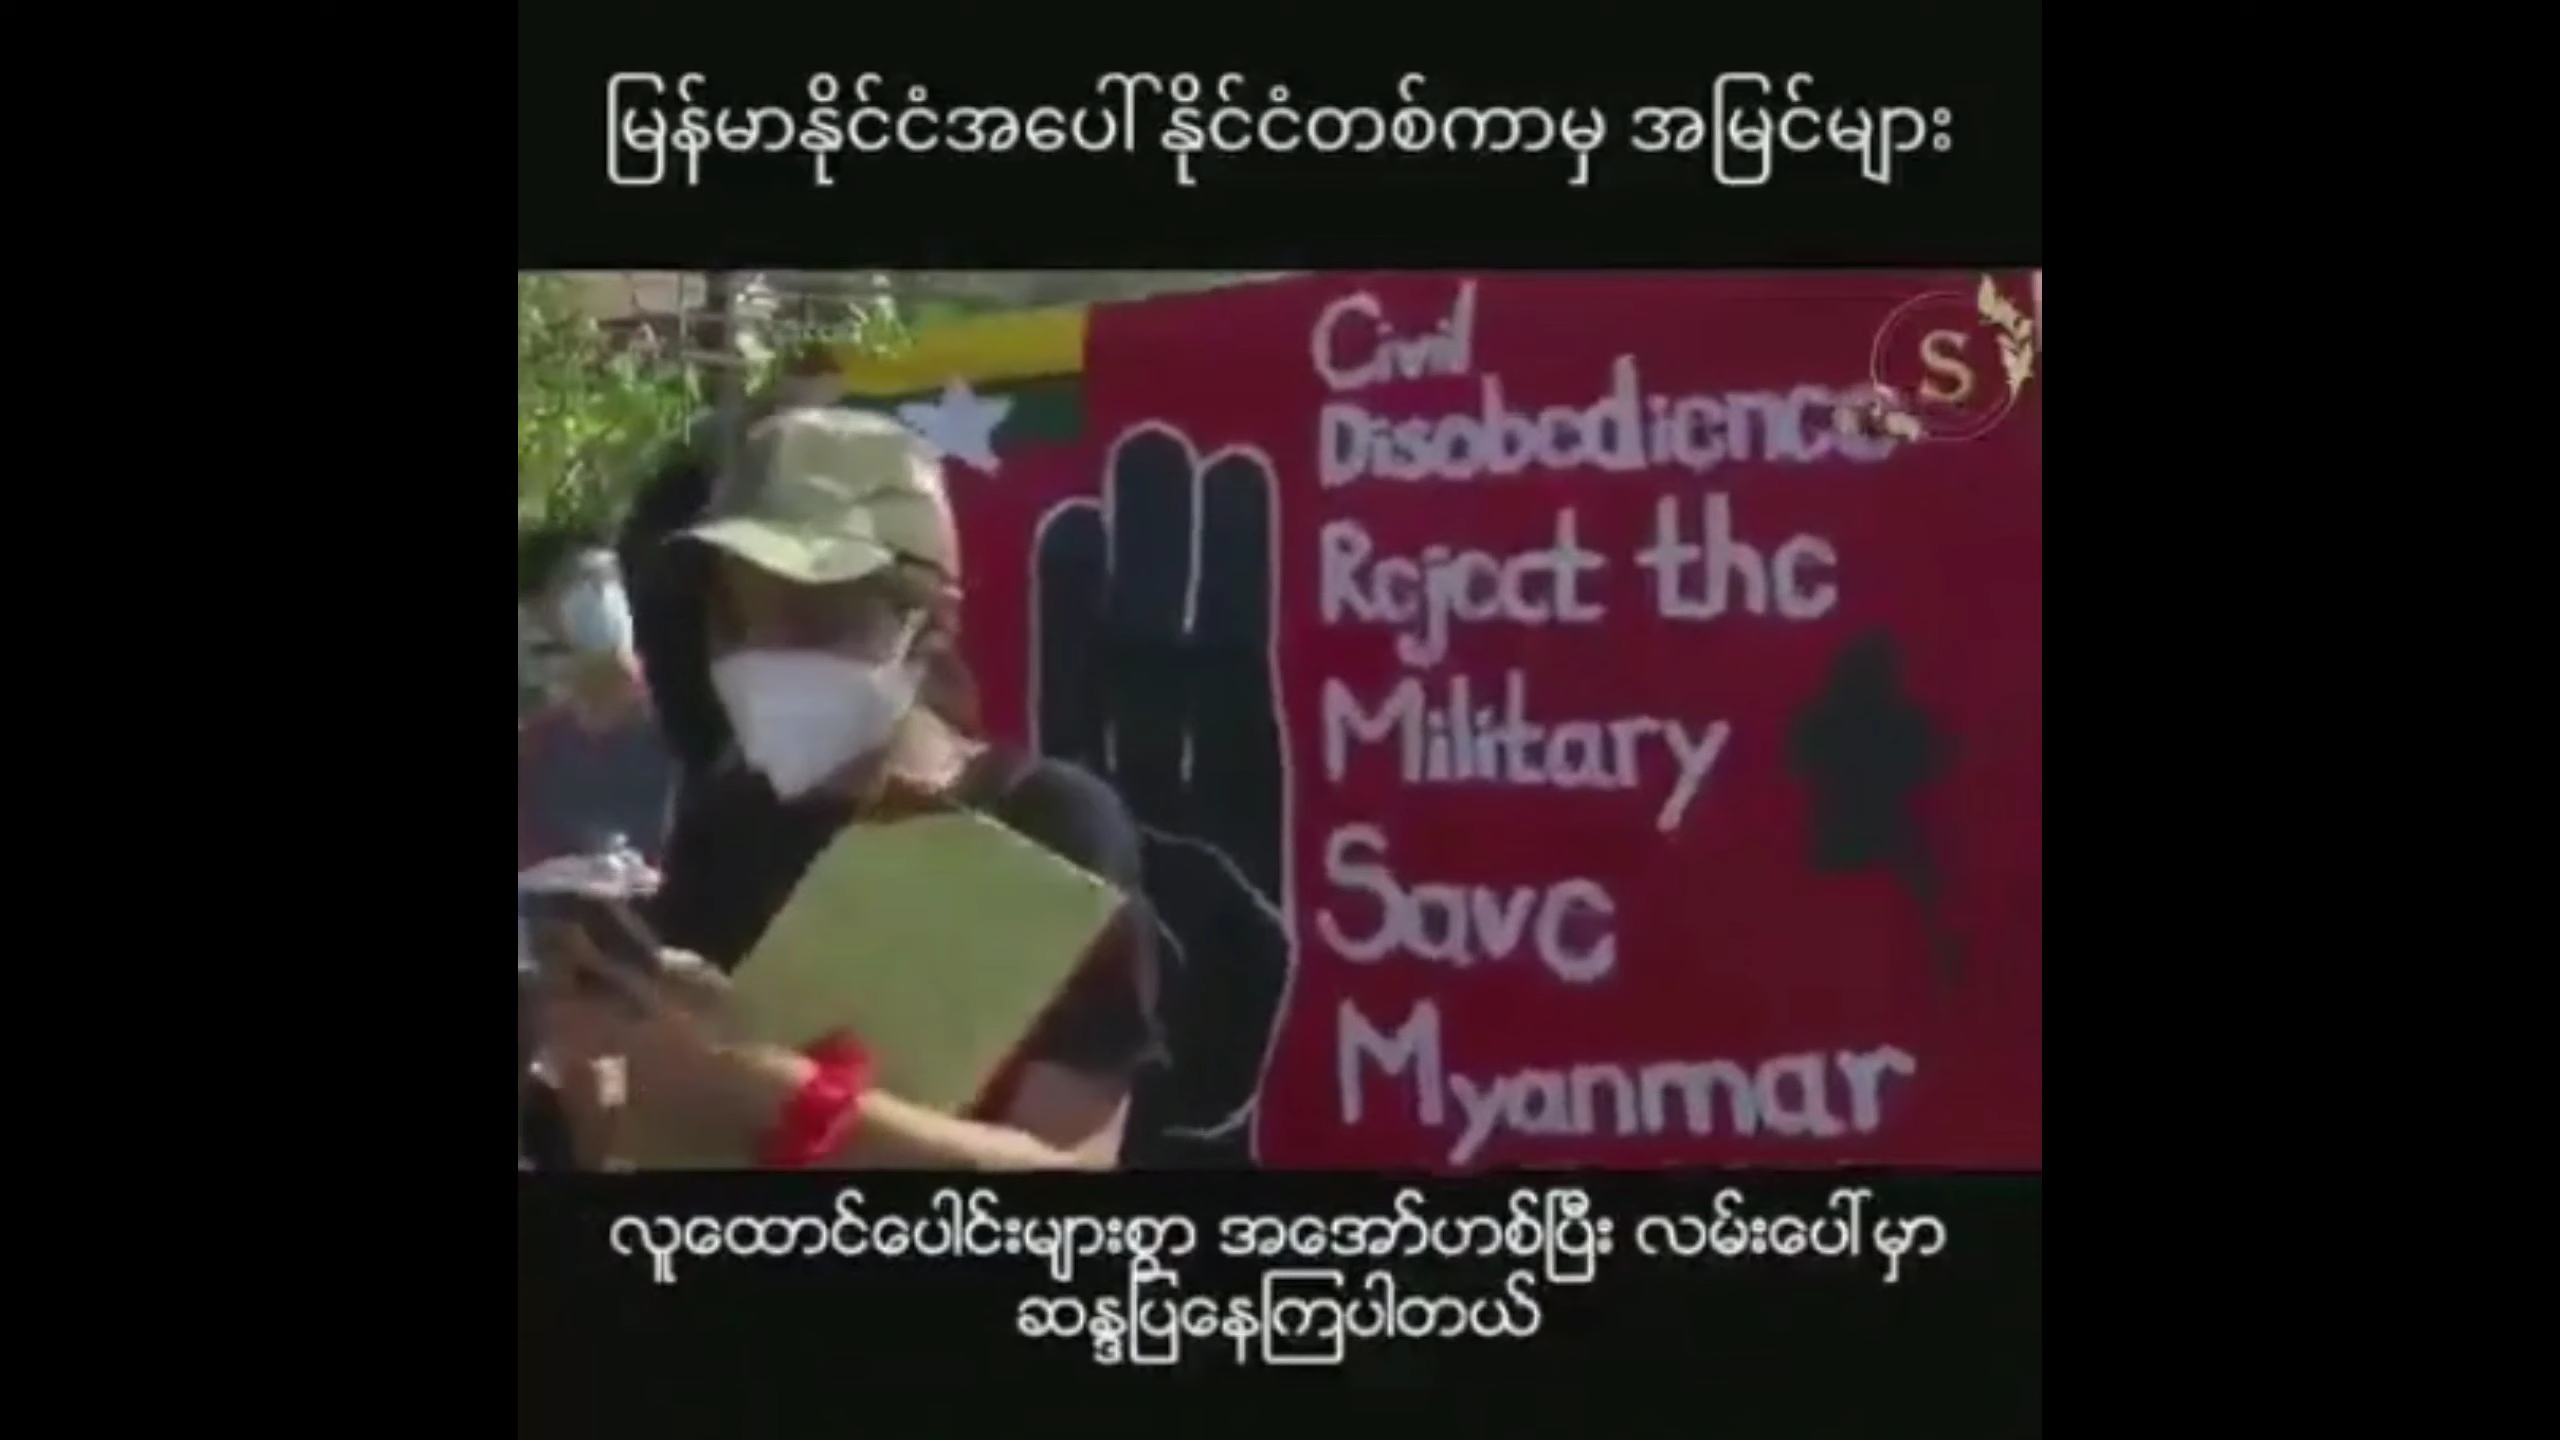 မြန်မာနိုင်ငံအပေါ် နိုင်ငံတစ်ကာမှ အမြင်များ
Civil
Disobedience
Reject the
Military
Save
Myanmar
S
လူထောင်ပေါင်းများစွာ အအော်ဟစ်ပြီး လမ်းပေါ်မှာ
ဆန္ဒပြနေကြပါတယ်